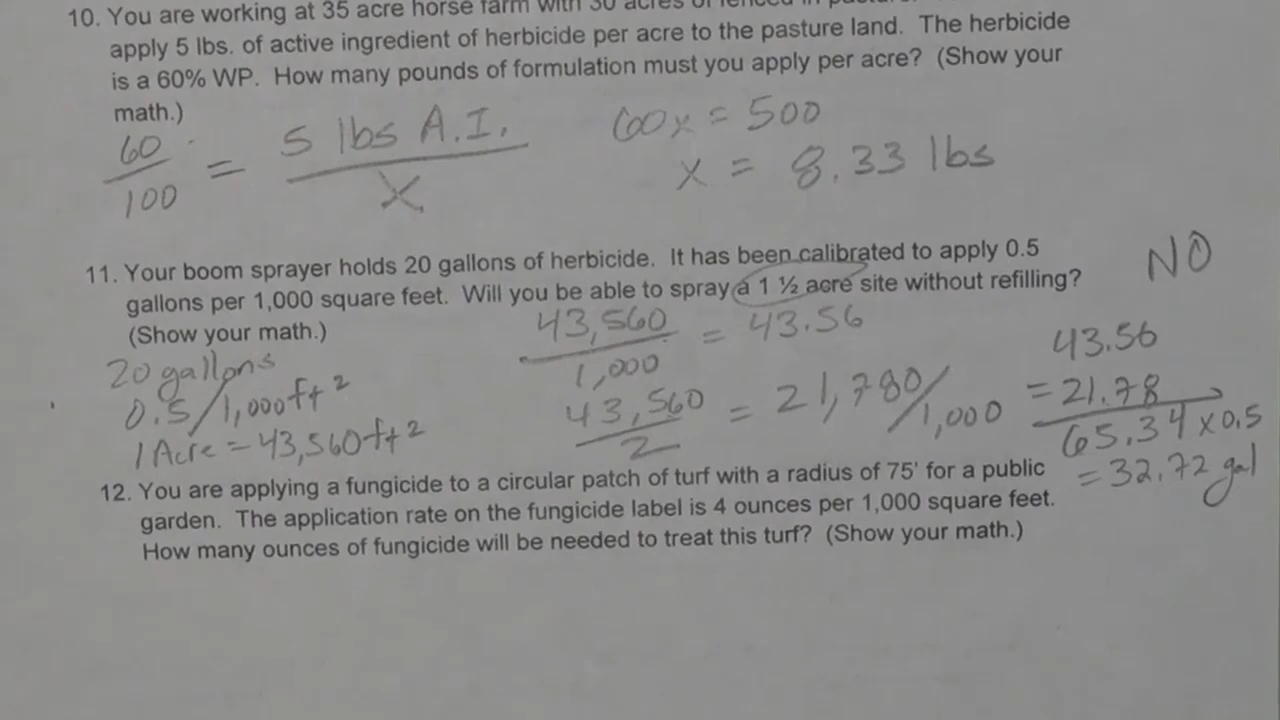 10. You are working at 35 acre horse farm with 30 acres of fenced in
apply 5 lbs. of active ingredient of herbicide per acre to the pasture land. The herbicide
is a 60% WP. How many pounds of formulation must you apply per acre? (Show your
math.)
60/100 = 5 lbs A.I./X
60x = 500
x = 8.33 lbs
11. Your boom sprayer holds 20 gallons of herbicide. It has been calibrated to apply 0.5
gallons per 1,000 square feet. Will you be able to spray a 1 ½ acre site without refilling?
(Show your math.)
NO
20 gallons
0.5/1,000ft²
1 Acre = 43,560ft²
43,560/1,000 = 43.56
43,560/2 = 21,780/1,000
43.56
= 21.78
65.34 x 0.5
= 32.72 gal
12. You are applying a fungicide to a circular patch of turf with a radius of 75' for a public
garden. The application rate on the fungicide label is 4 ounces per 1,000 square feet.
How many ounces of fungicide will be needed to treat this turf? (Show your math.)